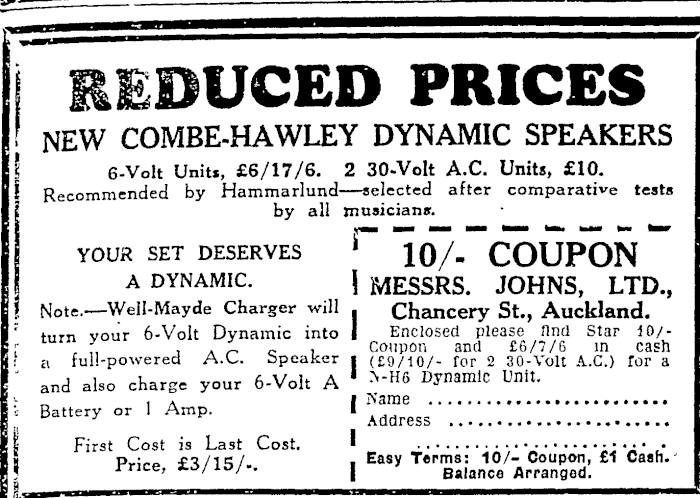 REDUCED PRICES
NEW COMBE-HAWLEY DYNAMIC SPEAKERS
6-Volt Units, £6/17/6. 2 30-Volt A.C. Units, £10.
Recommended by Hammarlund—selected after comparative tests
by all musicians.
YOUR SET DESERVES
A DYNAMIC.
Note.—Well-Mayde Charger will
turn your 6-Volt Dynamic into
a full-powered A.C. Speaker
and also charge your 6-Volt A
Battery or 1 Amp.
First Cost is Last Cost.
Price, £3/15/-.
10/- COUPON
MESSRS. JOHNS, LTD.,
Chancery St., Auckland.
Enclosed please find Star 10/-
Coupon and £6/7/6 in cash
(£9/10/- for 2 30-Volt A.C.) for a
N-H6 Dynamic Unit.
Name ........................
Address ........................
........................
Easy Terms: 10/- Coupon, £1 Cash.
Balance Arranged.